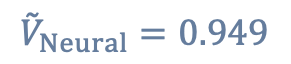 Ṽ_Neural = 0.949